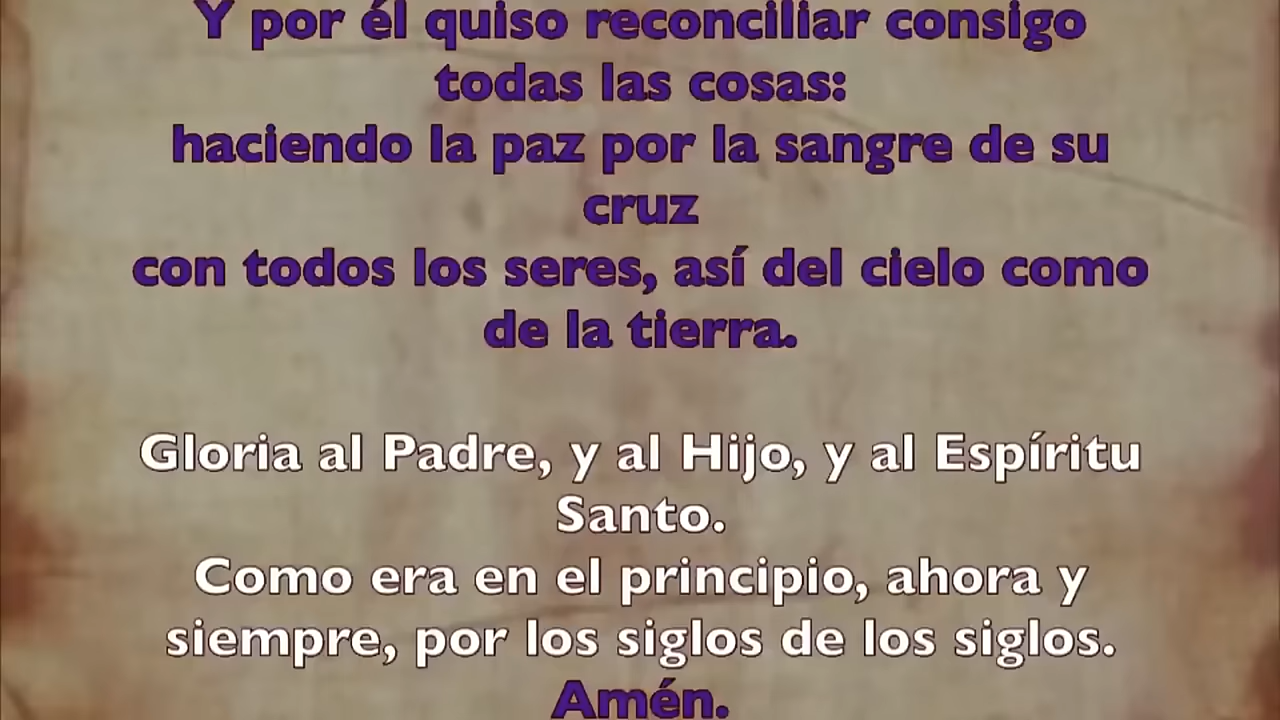 Y por él quiso reconciliar consigo
todas las cosas:
haciendo la paz por la sangre de su
cruz
con todos los seres, así del cielo como
de la tierra.
Gloria al Padre, y al Hijo, y al Espíritu
Santo.
Como era en el principio, ahora y
siempre, por los siglos de los siglos.
Amén.